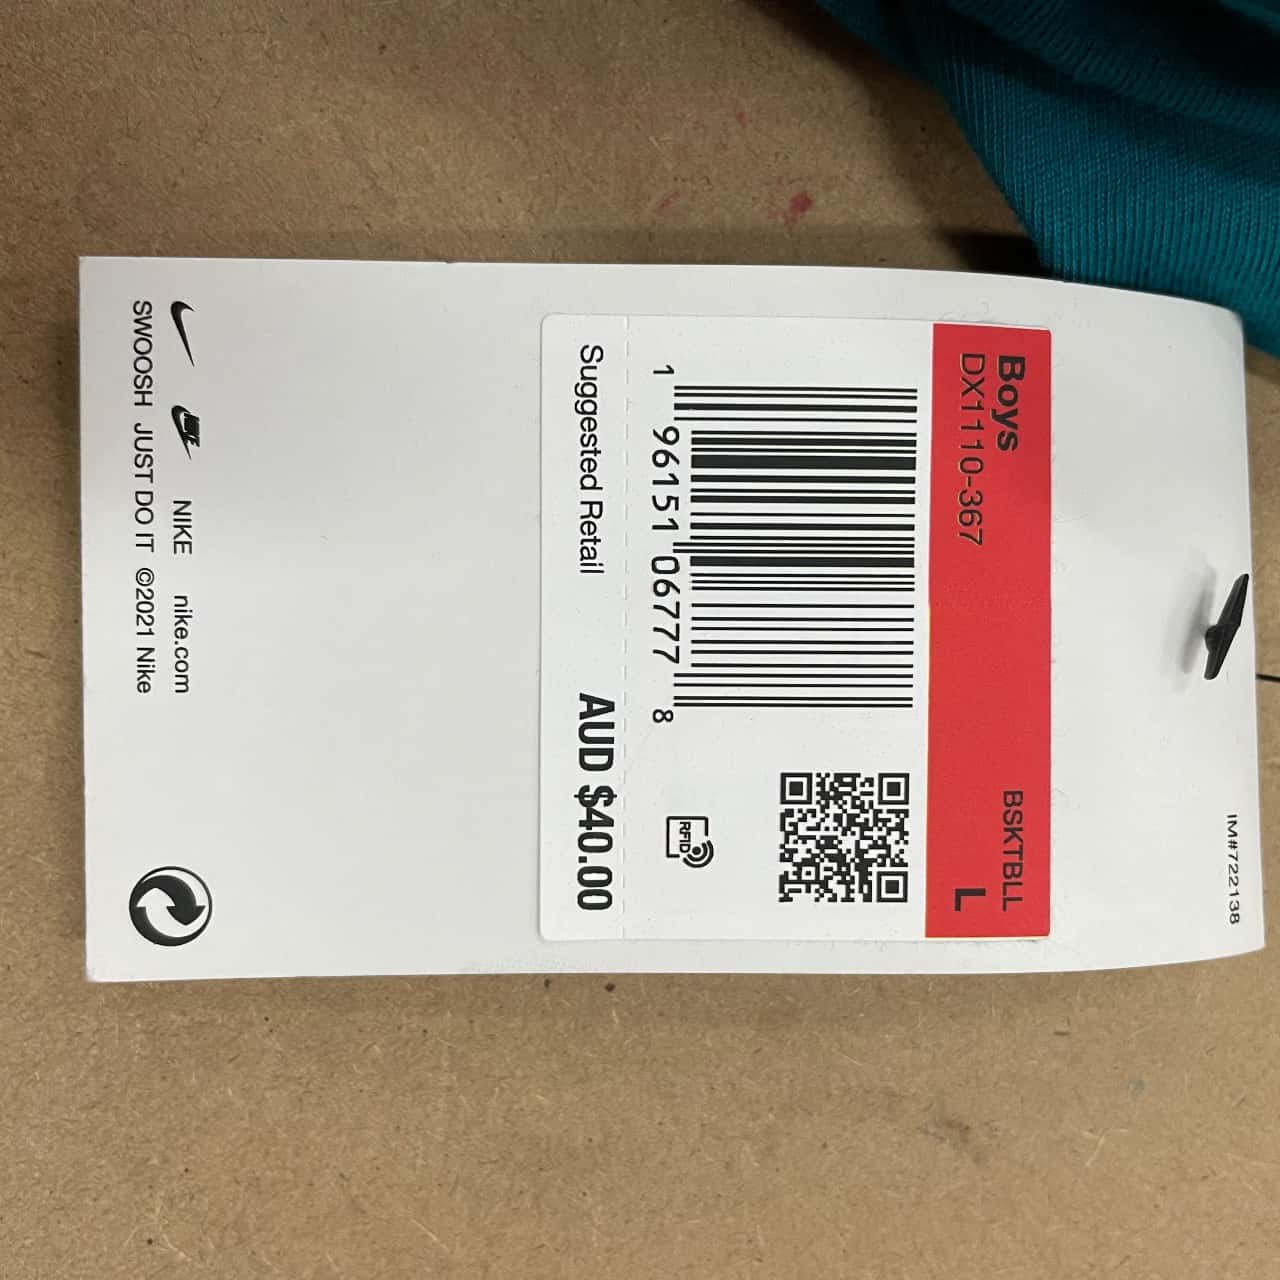 IM#722138
Boys BSKTBLL
DX1110-367 L
1 96151 06777 8
RFID
Suggested Retail AUD $40.00
NIKE NIKE nike.com
SWOOSH JUST DO IT ©2021 Nike